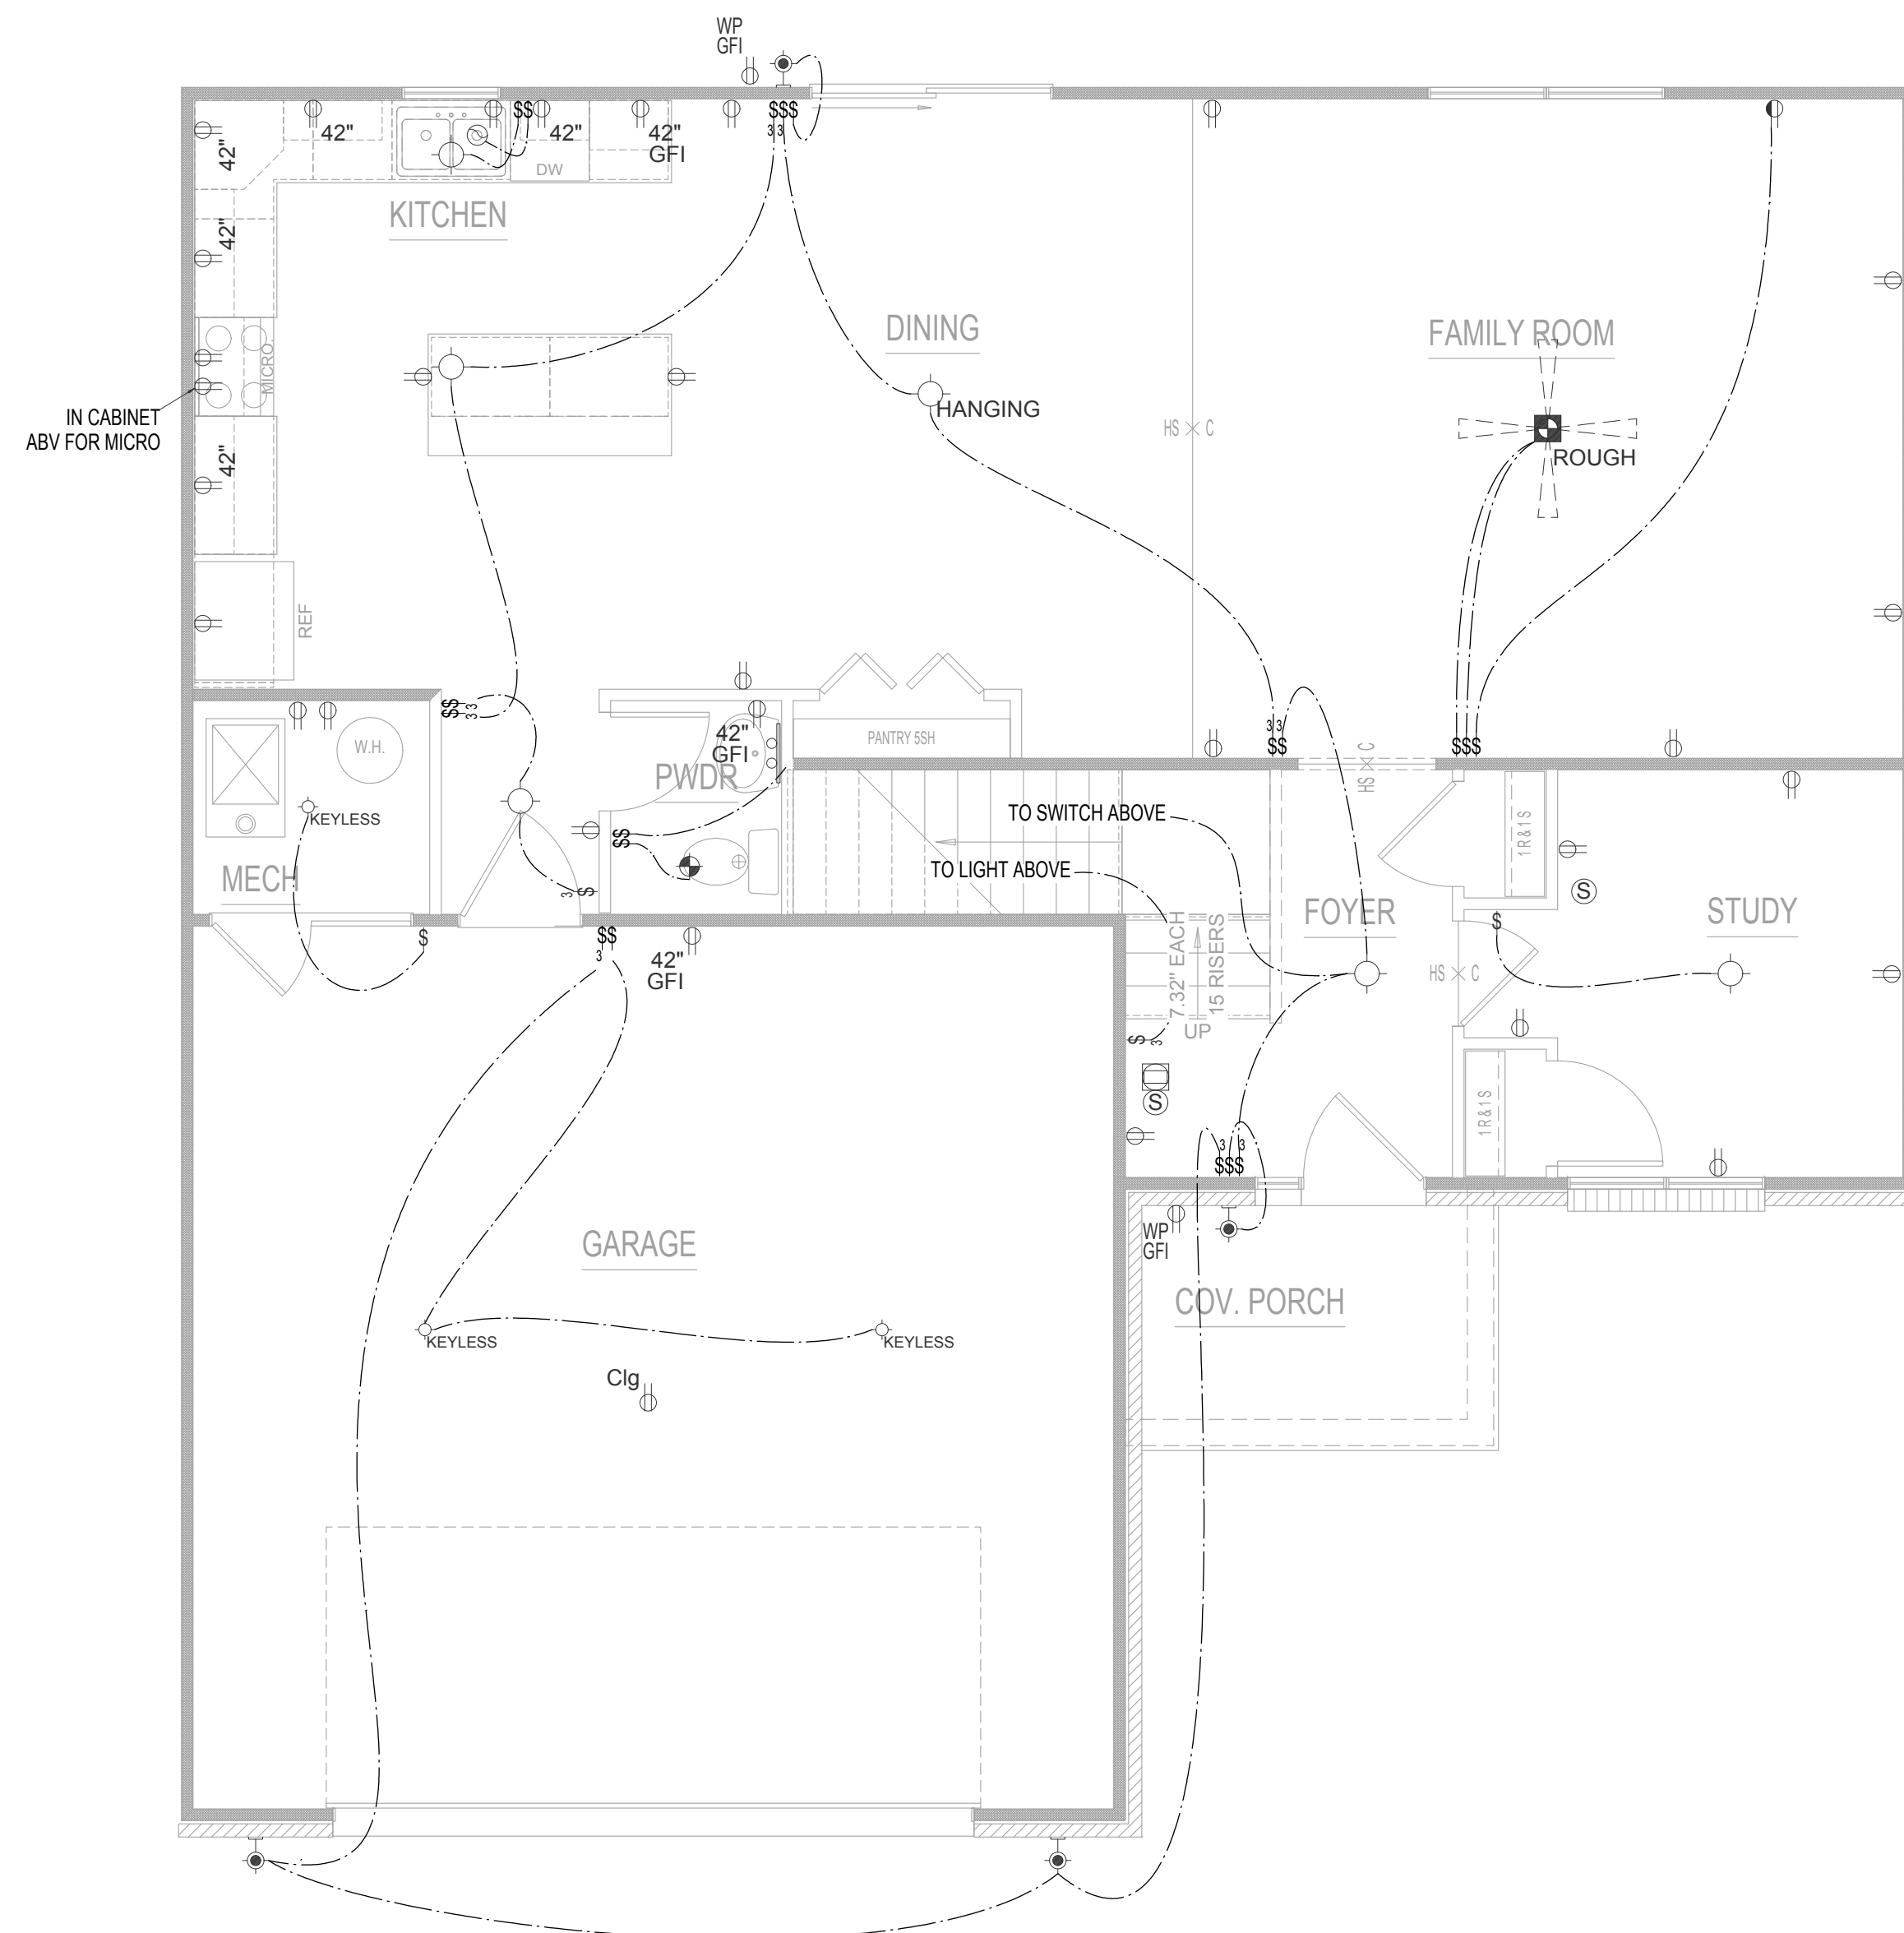 WP
GFI
$$
$$$
3 3
42"
42"
42"
GFI
42"
DW
KITCHEN
42"
DINING
FAMILY ROOM
MICRO.
IN CABINET
ABV FOR MICRO
HANGING
HS C
ROUGH
42"
REF
$$
3 3
3 3
$$
$$$
42"
GFI
W.H.
PANTRY 5SH
HS C
PWDR
KEYLESS
$$
TO SWITCH ABOVE
1R&1S
MECH
TO LIGHT ABOVE
3 $
S
FOYER
STUDY
$
$
$$
3
42"
GFI
7.32" EACH
15 RISERS
HS C
UP
$ 3
S
1R&1S
3 3
$$$
WP
GFI
GARAGE
COV. PORCH
KEYLESS
KEYLESS
Clg